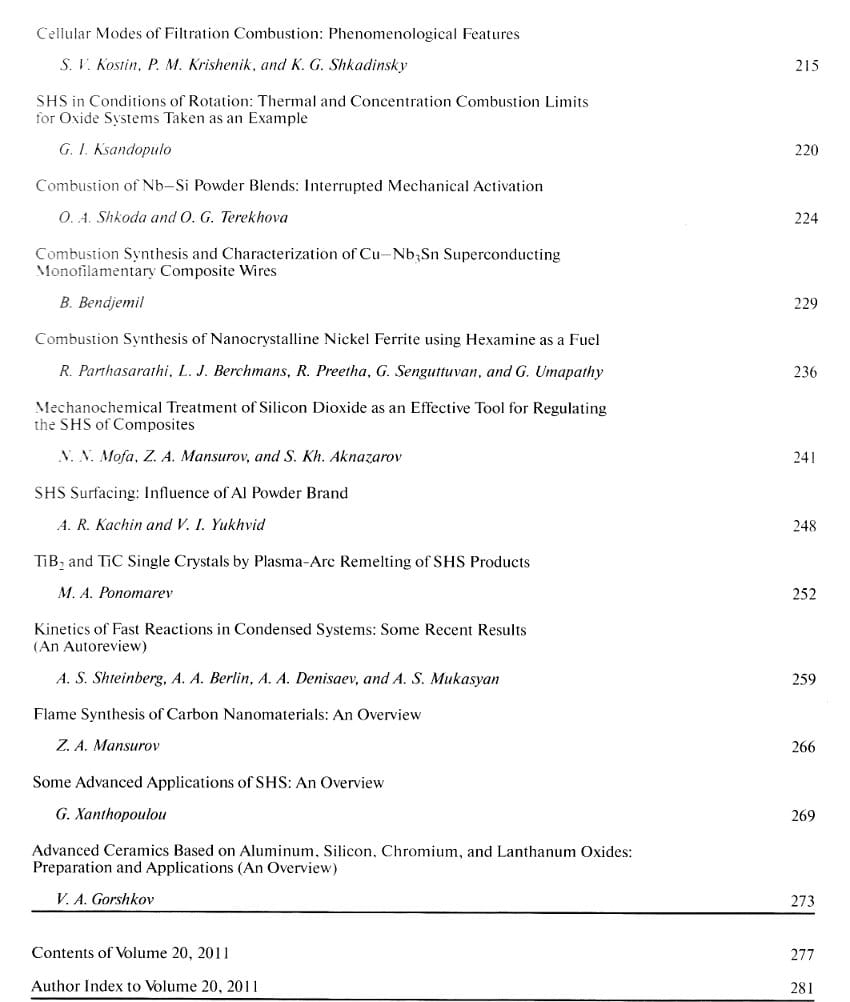 Cellular Modes of Filtration Combustion: Phenomenological Features
S. V. Kostin, P. M. Krishenik, and K. G. Shkadinsky 215
SHS in Conditions of Rotation: Thermal and Concentration Combustion Limits
for Oxide Systems Taken as an Example
G. I. Ksandopulo 220
Combustion of Nb–Si Powder Blends: Interrupted Mechanical Activation
O. A. Shkoda and O. G. Terekhova 224
Combustion Synthesis and Characterization of Cu–Nb₃Sn Superconducting
Monofilamentary Composite Wires
B. Bendjemil 229
Combustion Synthesis of Nanocrystalline Nickel Ferrite using Hexamine as a Fuel
R. Parthasarathi, L. J. Berchmans, R. Preetha, G. Senguttuvan, and G. Umapathy 236
Mechanochemical Treatment of Silicon Dioxide as an Effective Tool for Regulating
the SHS of Composites
N. N. Mofa, Z. A. Mansurov, and S. Kh. Aknazarov 241
SHS Surfacing: Influence of Al Powder Brand
A. R. Kachin and V. I. Yukhvid 248
TiB₂ and TiC Single Crystals by Plasma-Arc Remelting of SHS Products
M. A. Ponomarev 252
Kinetics of Fast Reactions in Condensed Systems: Some Recent Results
(An Autoreview)
A. S. Shteinberg, A. A. Berlin, A. A. Denisaev, and A. S. Mukasyan 259
Flame Synthesis of Carbon Nanomaterials: An Overview
Z. A. Mansurov 266
Some Advanced Applications of SHS: An Overview
G. Xanthopoulou 269
Advanced Ceramics Based on Aluminum, Silicon, Chromium, and Lanthanum Oxides:
Preparation and Applications (An Overview)
V. A. Gorshkov 273
Contents of Volume 20, 2011 277
Author Index to Volume 20, 2011 281